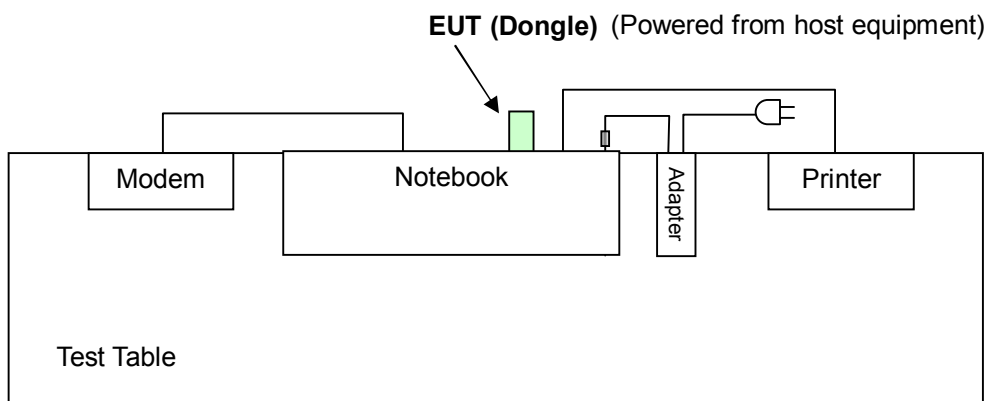 EUT (Dongle) (Powered from host equipment)
Modem
Notebook
Adapter
Printer
Test Table